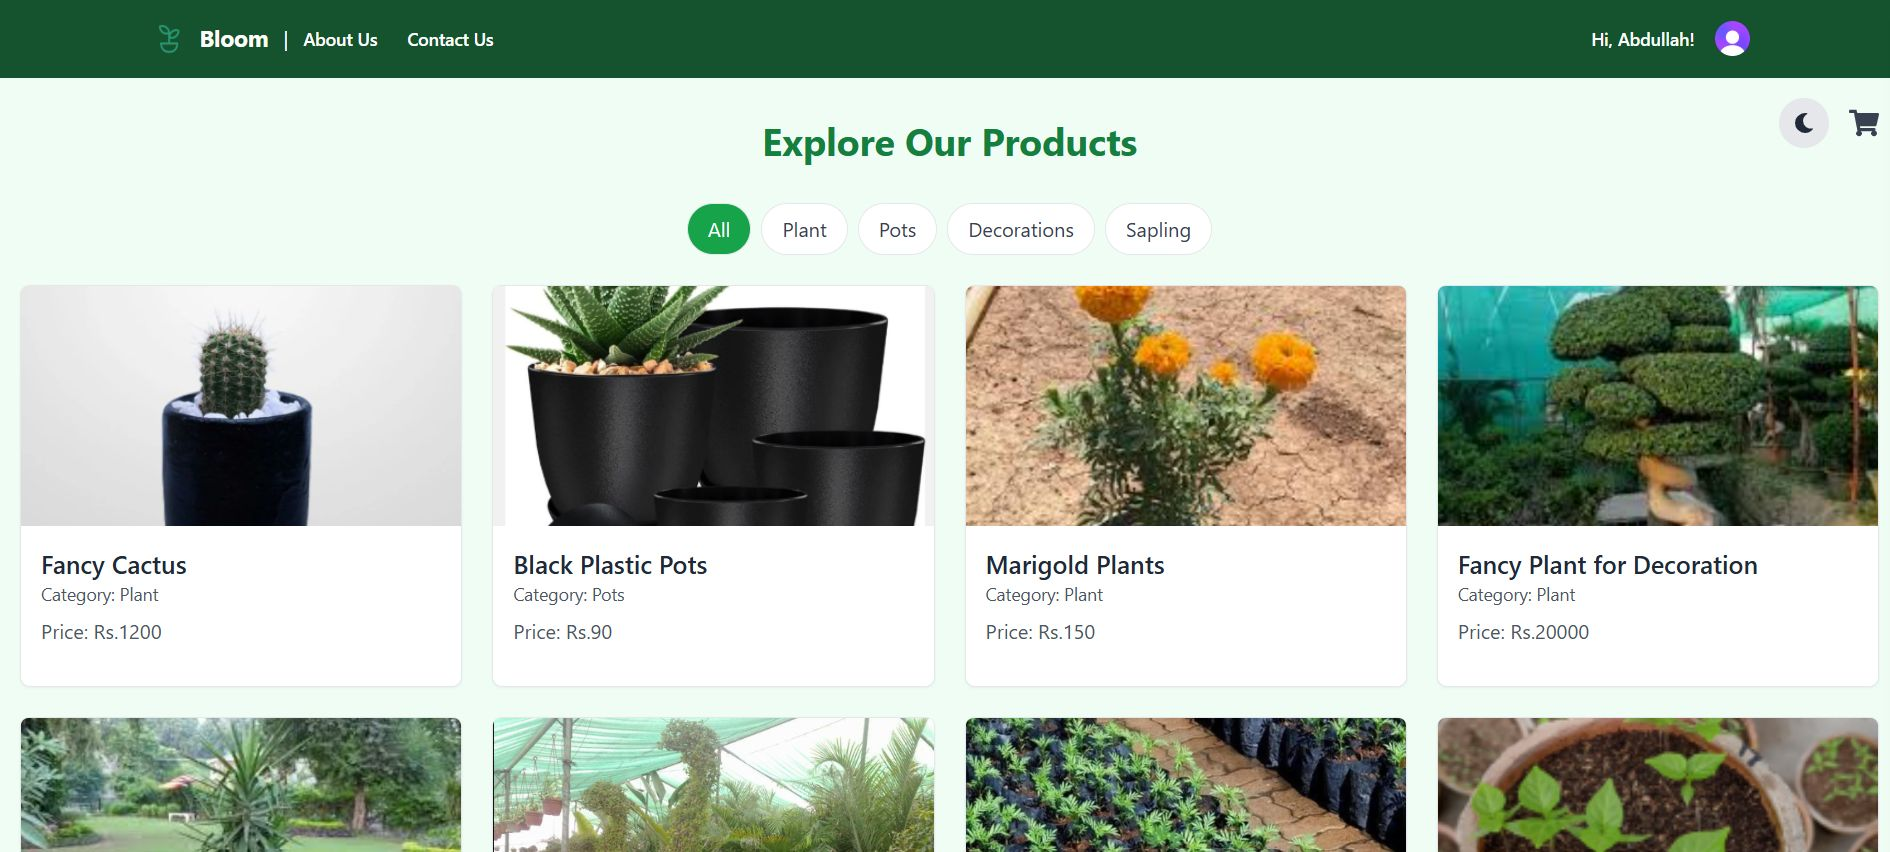 Bloom | About Us Contact Us Hi, Abdullah!
Explore Our Products
All Plant Pots Decorations Sapling
Fancy Cactus
Category: Plant
Price: Rs.1200
Black Plastic Pots
Category: Pots
Price: Rs.90
Marigold Plants
Category: Plant
Price: Rs.150
Fancy Plant for Decoration
Category: Plant
Price: Rs.20000